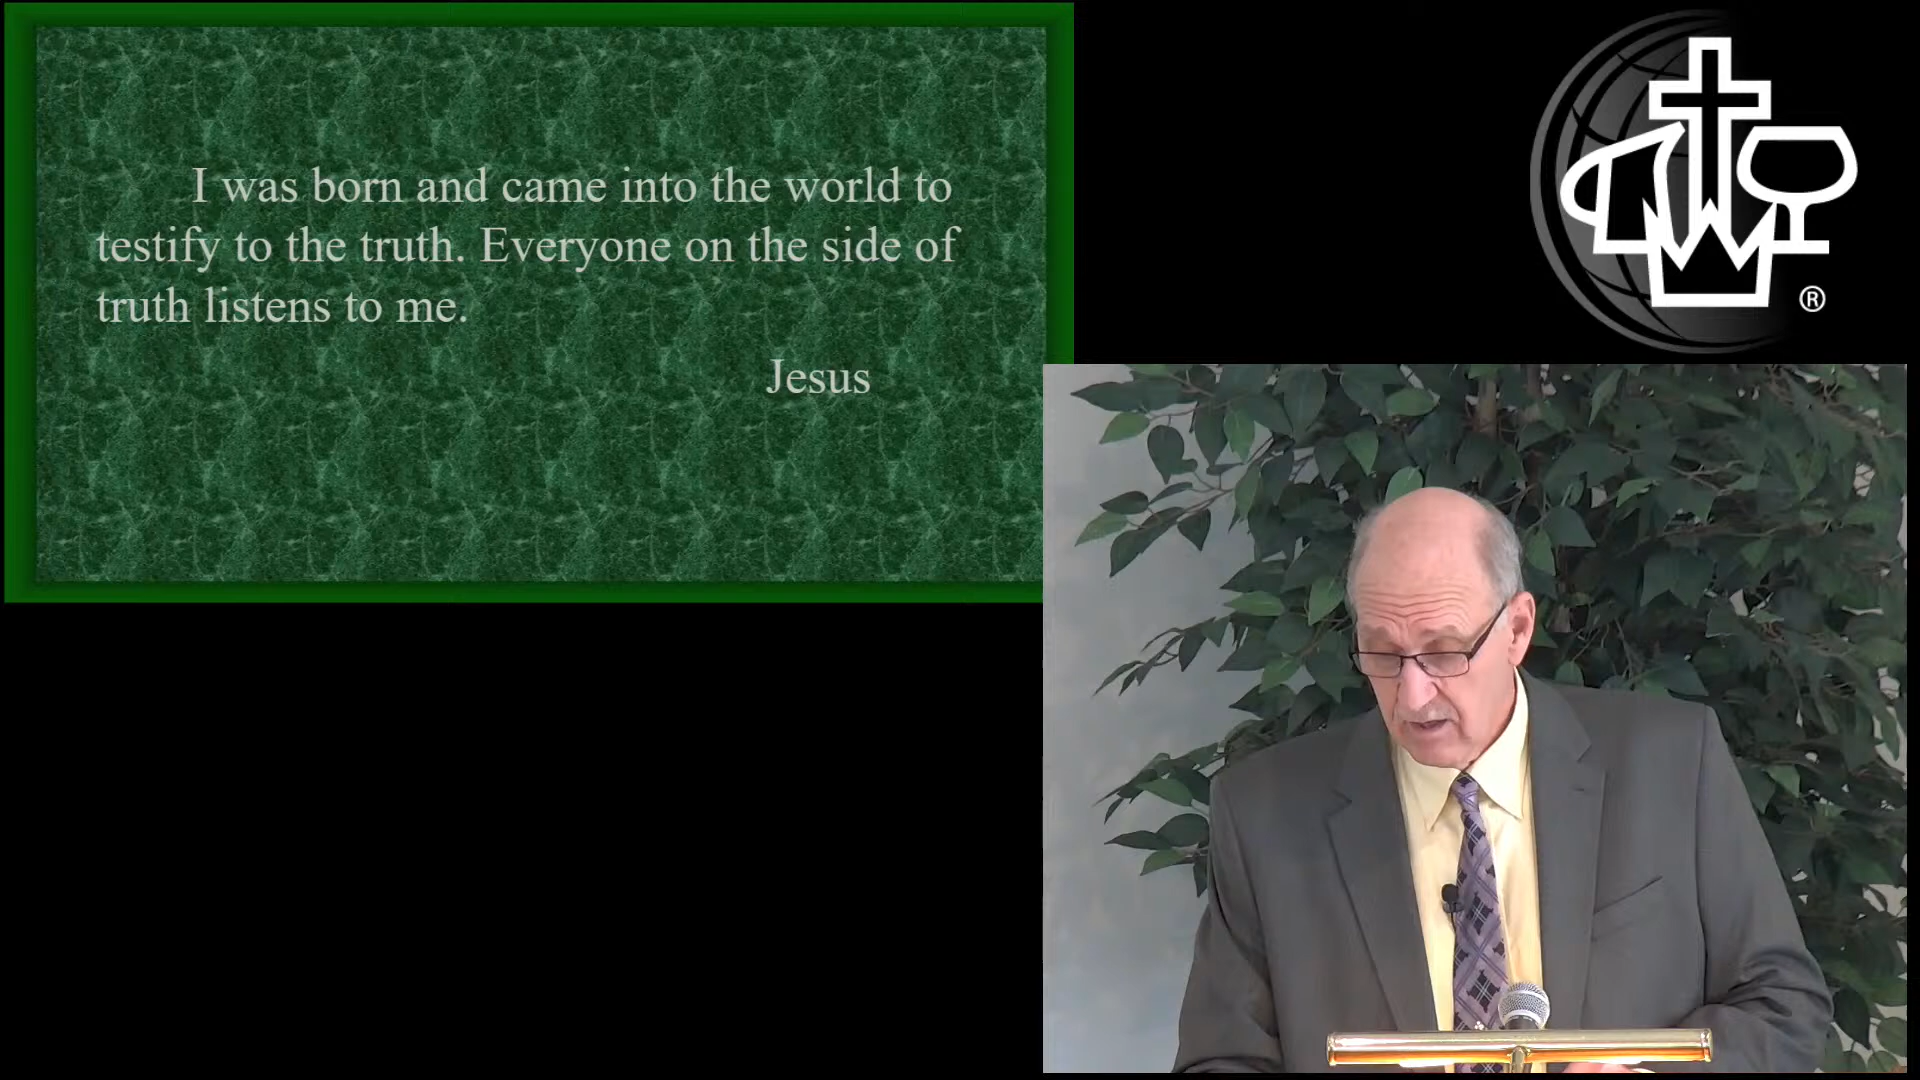 I was born and came into the world to
testify to the truth. Everyone on the side of
truth listens to me.
Jesus
®